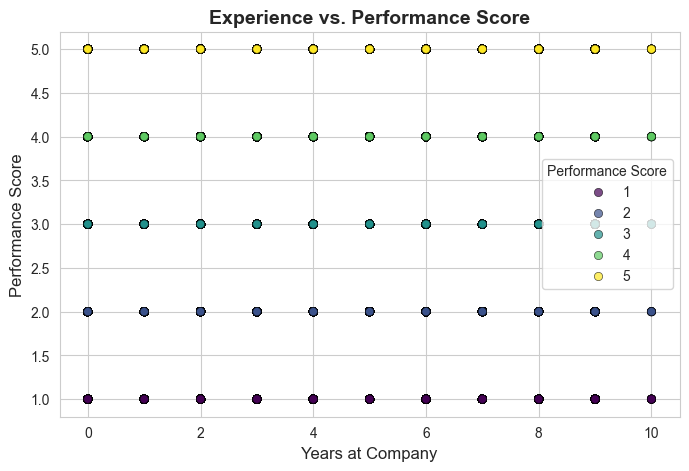 Experience vs. Performance Score
Performance Score
5.0
4.5
4.0
3.5
3.0
2.5
2.0
1.5
1.0
Performance Score
1
2
3
4
5
0 2 4 6 8 10
Years at Company